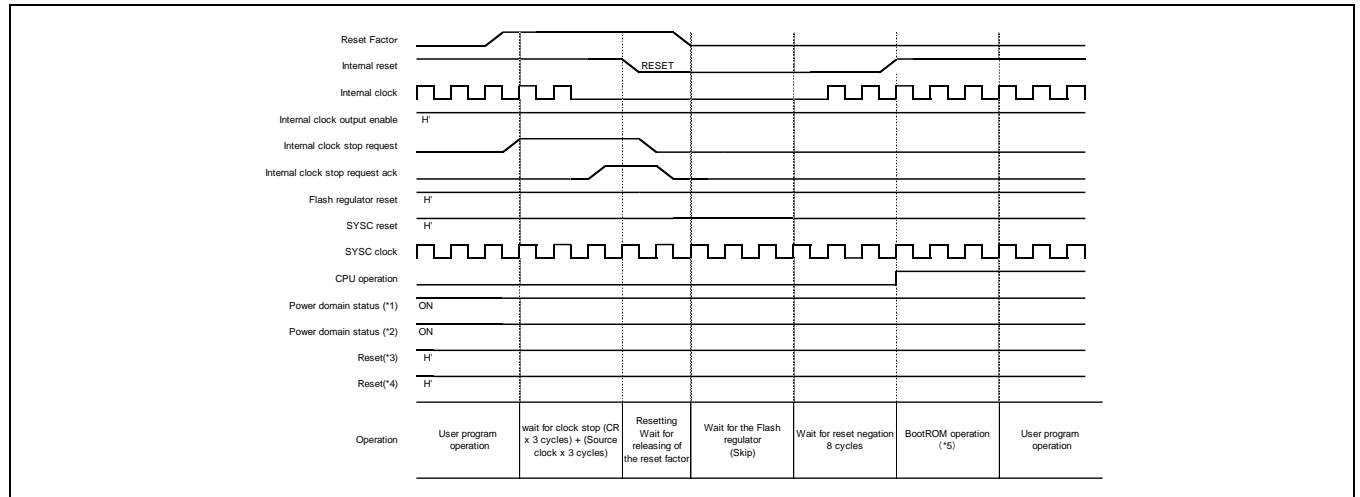 Reset Factor
Internal reset
RESET
Internal clock
Internal clock output enable
H'
Internal clock stop request
Internal clock stop request ack
Flash regulator reset
H'
SYSC reset
H'
SYSC clock
CPU operation
Power domain status (*1)
ON
Power domain status (*2)
ON
Reset(*3)
H'
Reset(*4)
H'
Operation
User program
operation
wait for clock stop (CR
x 3 cycles) + (Source
clock x 3 cycles)
Resetting
Wait for
releasing of
the reset factor
Wait for the Flash
regulator
(Skip)
Wait for reset negation
8 cycles
BootROM operation
(*5)
User program
operation